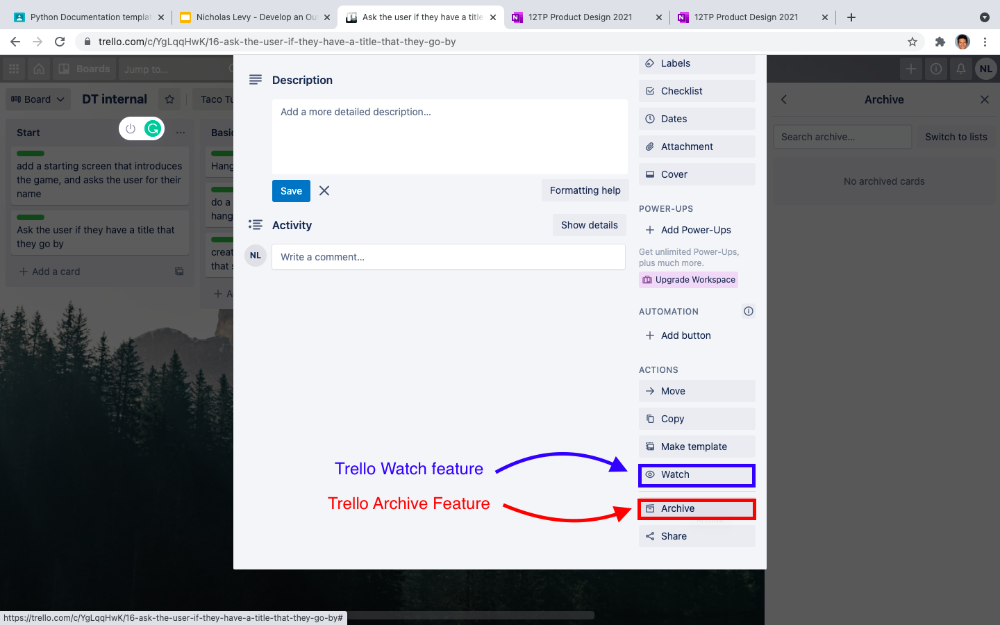 Python Documentation templat
Nicholas Levy - Develop an Ou
Ask the user if they have a title
12TP Product Design 2021
12TP Product Design 2021
trello.com/c/YgLqqHwK/16-ask-the-user-if-they-have-a-title-that-they-go-by
Boards
Jump to...
NL
Board
DT internal
Taco Tu
Start
add a starting screen that introduces
the game, and asks the user for their
name
Ask the user if they have a title that
they go by
Add a card
Basic
Hang
do a
hang
creat
that s
Description
Add a more detailed description...
Save
Formatting help
Activity
Show details
NL
Write a comment...
Trello Watch feature
Trello Archive Feature
Labels
Checklist
Dates
Attachment
Cover
POWER-UPS
Add Power-Ups
Get unlimited Power-Ups,
plus much more.
Upgrade Workspace
AUTOMATION
Add button
ACTIONS
Move
Copy
Make template
Watch
Archive
Share
Archive
Search archive...
Switch to lists
No archived cards
https://trello.com/c/YgLqqHwK/16-ask-the-user-if-they-have-a-title-that-they-go-by#